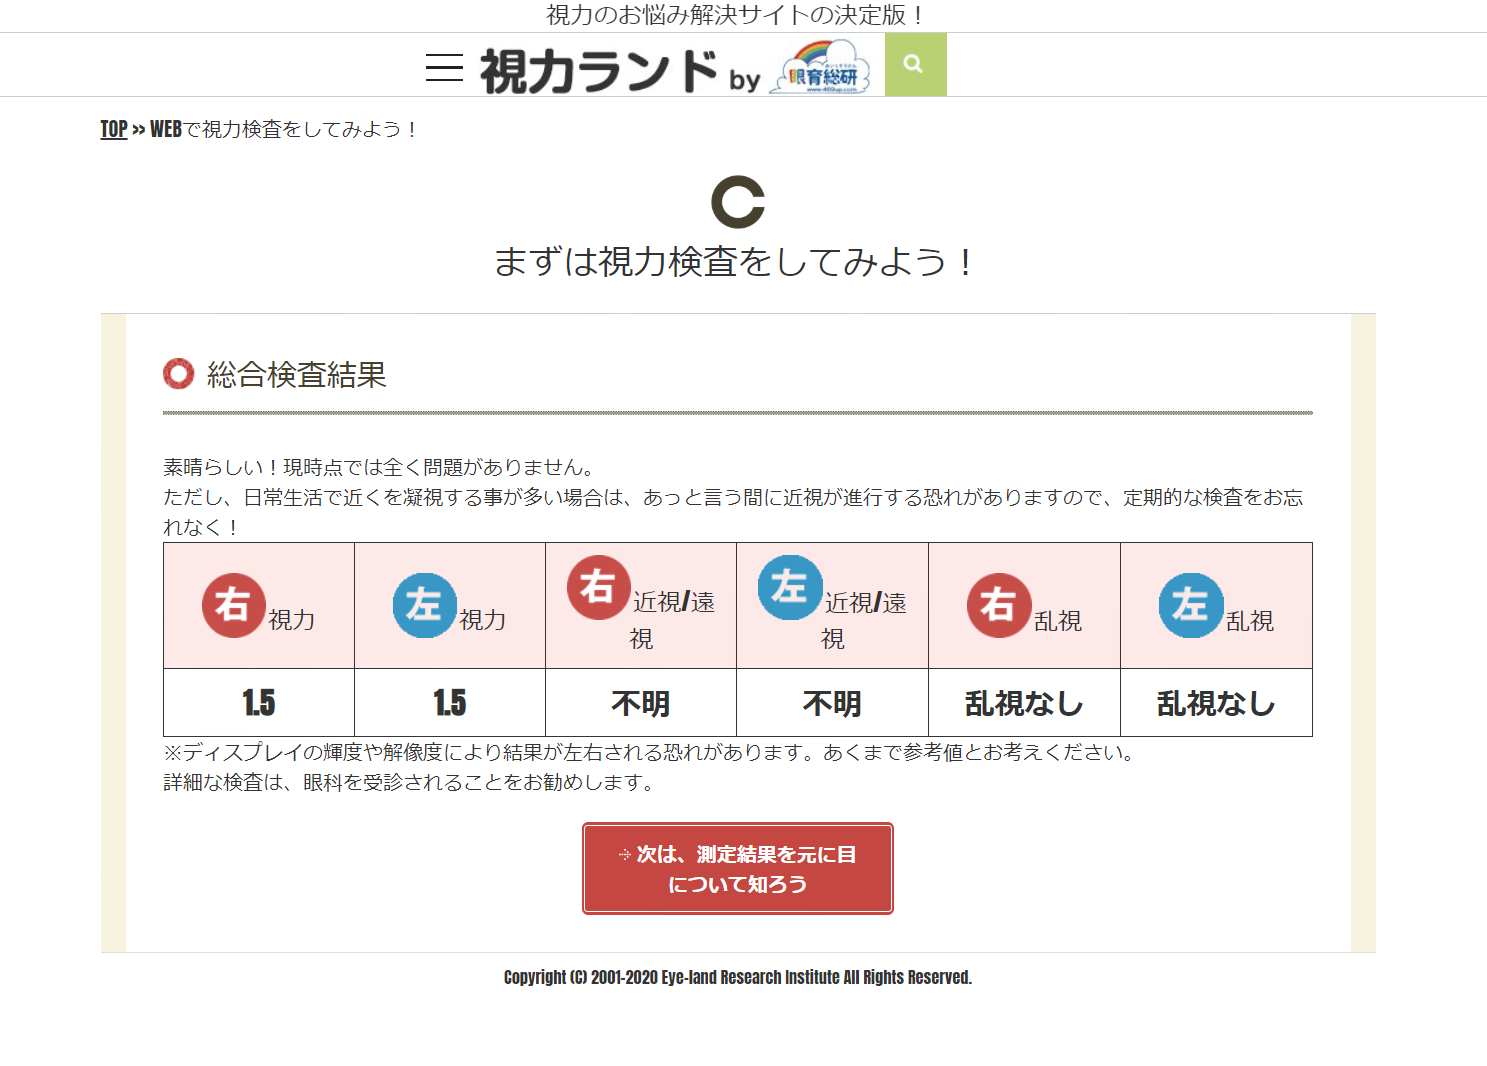 視力のお悩み解決サイトの決定版！
視力ランド by 眼育総研
www.469up.com
TOP » WEBで視力検査をしてみよう！
まずは視力検査をしてみよう！
総合検査結果
素晴らしい！現時点では全く問題がありません。
ただし、日常生活で近くを凝視する事が多い場合は、あっと言う間に近視が進行する恐れがありますので、定期的な検査をお忘
れなく！
右視力 左視力 右近視/遠視 左近視/遠視 右乱視 左乱視
1.5 1.5 不明 不明 乱視なし 乱視なし
※ディスプレイの輝度や解像度により結果が左右される恐れがあります。あくまで参考値とお考えください。
詳細な検査は、眼科を受診されることをお勧めします。
次は、測定結果を元に目
について知ろう
Copyright (C) 2001-2020 Eye-land Research Institute All Rights Reserved.